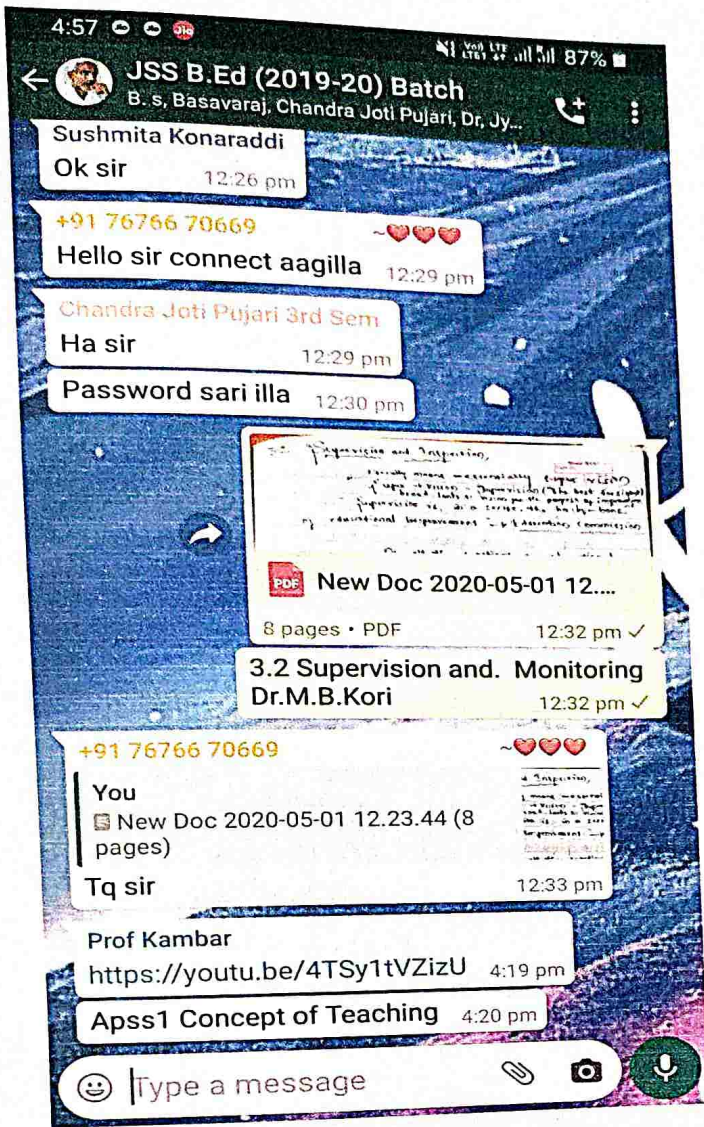 4:57
Jio
87%
JSS B.Ed (2019-20) Batch
B. s, Basavaraj, Chandra Joti Pujari, Dr, Jy...
Sushmita Konaraddi
Ok sir
12:26 pm
+91 76766 70669
~❤❤❤
Hello sir connect aagilla
12:29 pm
Chandra Joti Pujari 3rd Sem
Ha sir
12:29 pm
Password sari illa
12:30 pm
Supervision and Inspection,
PDF New Doc 2020-05-01 12....
8 pages • PDF
12:32 pm ✓
3.2 Supervision and. Monitoring
Dr.M.B.Kori
12:32 pm ✓
+91 76766 70669
~❤❤❤
You
New Doc 2020-05-01 12.23.44 (8
pages)
Tq sir
12:33 pm
Prof Kambar
https://youtu.be/4TSy1tVZizU
4:19 pm
Apss1 Concept of Teaching
4:20 pm
Type a message